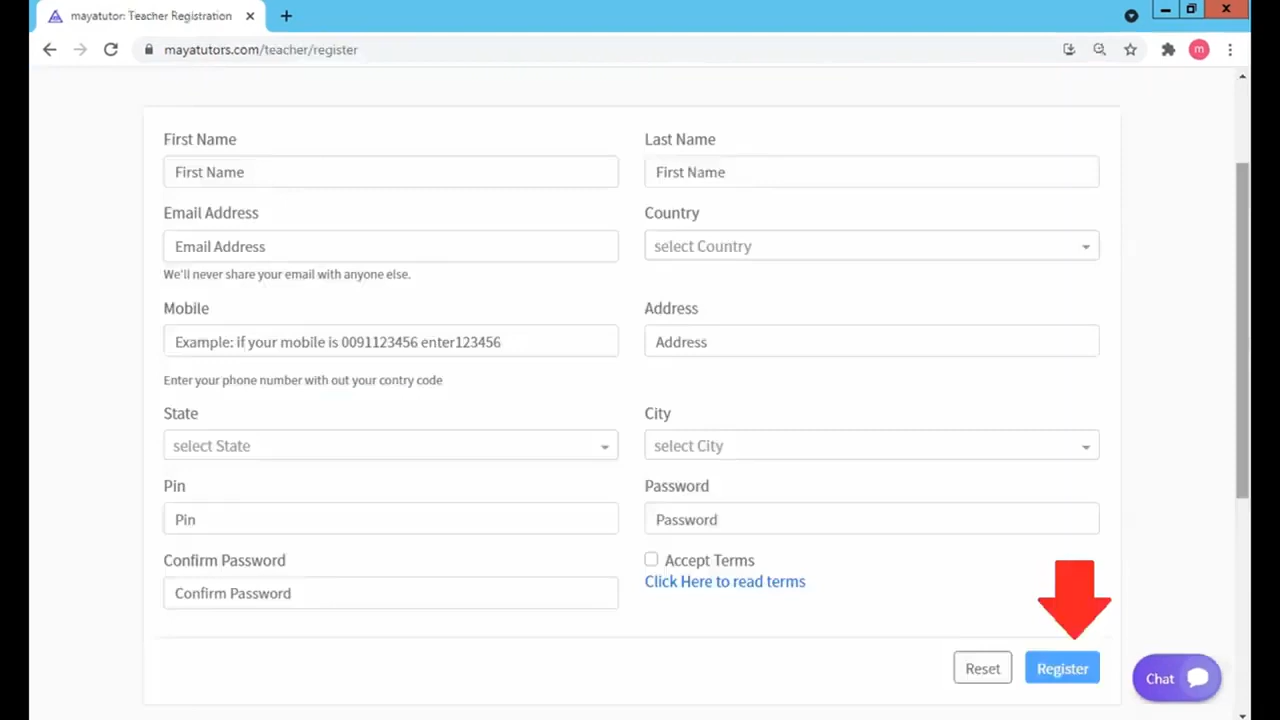 mayatutor: Teacher Registration
mayatutors.com/teacher/register
m
First Name
Last Name
First Name
First Name
Email Address
Country
Email Address
select Country
We'll never share your email with anyone else.
Mobile
Address
Example: if your mobile is 0091123456 enter123456
Address
Enter your phone number with out your contry code
State
City
select State
select City
Pin
Password
Pin
Password
Confirm Password
Accept Terms
Click Here to read terms
Confirm Password
Reset
Register
Chat